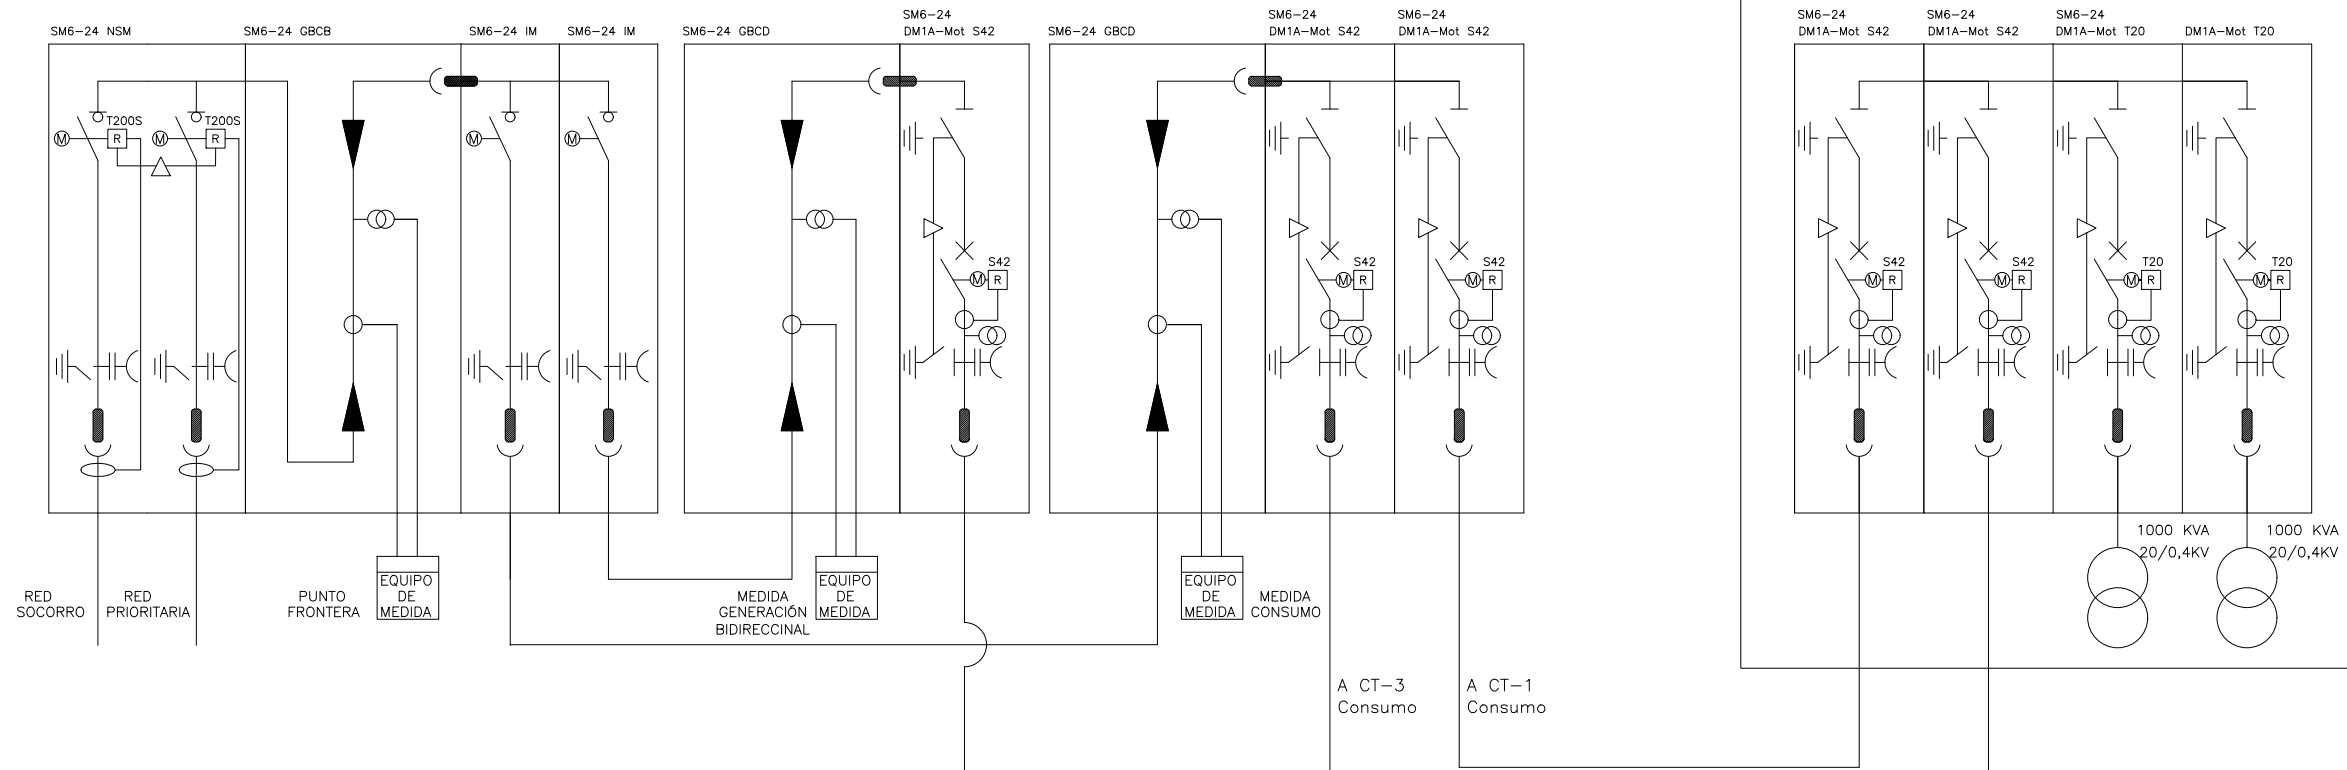 SM6-24 NSM
SM6-24 GBCB
SM6-24 IM
SM6-24 IM
SM6-24 GBCD
SM6-24
DM1A-Mot S42
SM6-24 GBCD
SM6-24
DM1A-Mot S42
SM6-24
DM1A-Mot S42
SM6-24
DM1A-Mot S42
SM6-24
DM1A-Mot S42
SM6-24
DM1A-Mot T20
DM1A-Mot T20
M
T200S
R
M
T200S
R
M
M
M
S42
R
M
S42
R
M
S42
R
M
S42
R
M
S42
R
M
T20
R
M
T20
R
RED
SOCORRO
RED
PRIORITARIA
PUNTO
FRONTERA
EQUIPO
DE
MEDIDA
MEDIDA
GENERACIÓN
BIDIRECCINAL
EQUIPO
DE
MEDIDA
EQUIPO
DE
MEDIDA
MEDIDA
CONSUMO
1000 KVA
20/0,4KV
1000 KVA
20/0,4KV
A CT-3
Consumo
A CT-1
Consumo